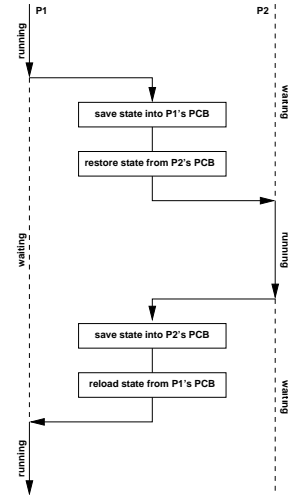 P1
P2
running
save state into P1's PCB
waiting
restore state from P2's PCB
waiting
running
save state into P2's PCB
reload state from P1's PCB
waiting
running